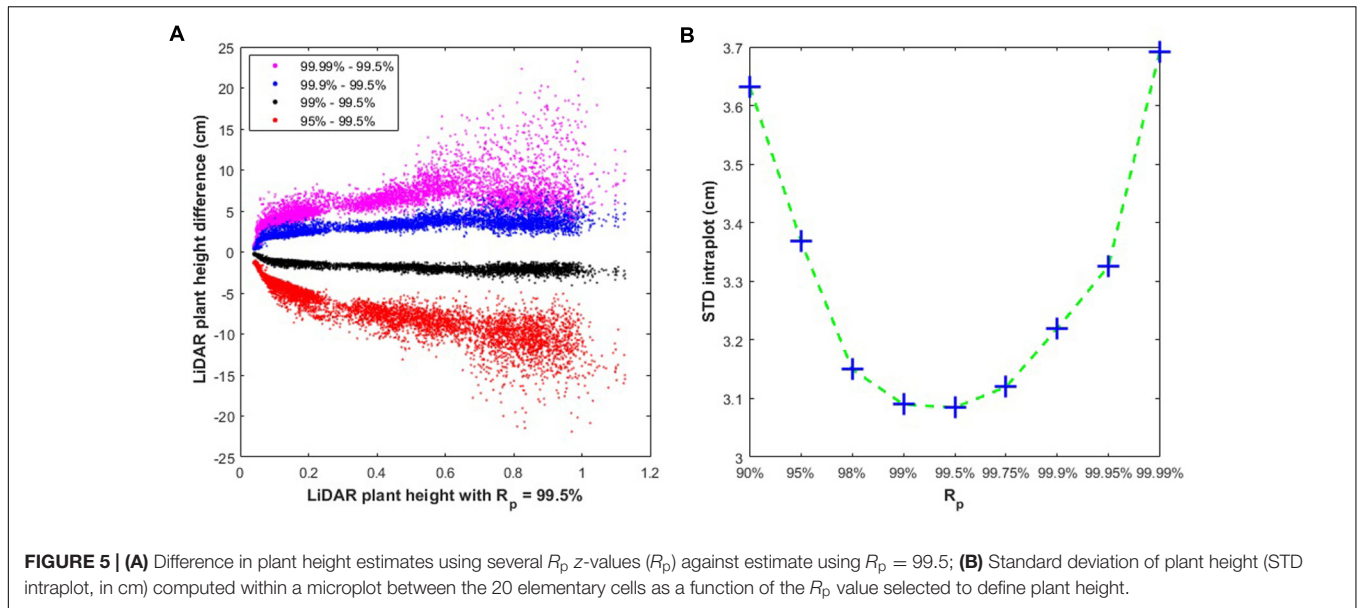 A
25
20
15
10
5
0
-5
-10
-15
-20
-25
LiDAR plant height difference (cm)
99.99% - 99.5%
99.9% - 99.5%
99% - 99.5%
95% - 99.5%
0 0.2 0.4 0.6 0.8 1 1.2
LiDAR plant height with Rp = 99.5%
B
3.7
3.6
3.5
3.4
3.3
3.2
3.1
3
STD intraplot (cm)
90% 95% 98% 99% 99.5% 99.75% 99.9% 99.95% 99.99%
Rp
FIGURE 5 | (A) Difference in plant height estimates using several Rp z-values (Rp) against estimate using Rp = 99.5; (B) Standard deviation of plant height (STD
intraplot, in cm) computed within a microplot between the 20 elementary cells as a function of the Rp value selected to define plant height.